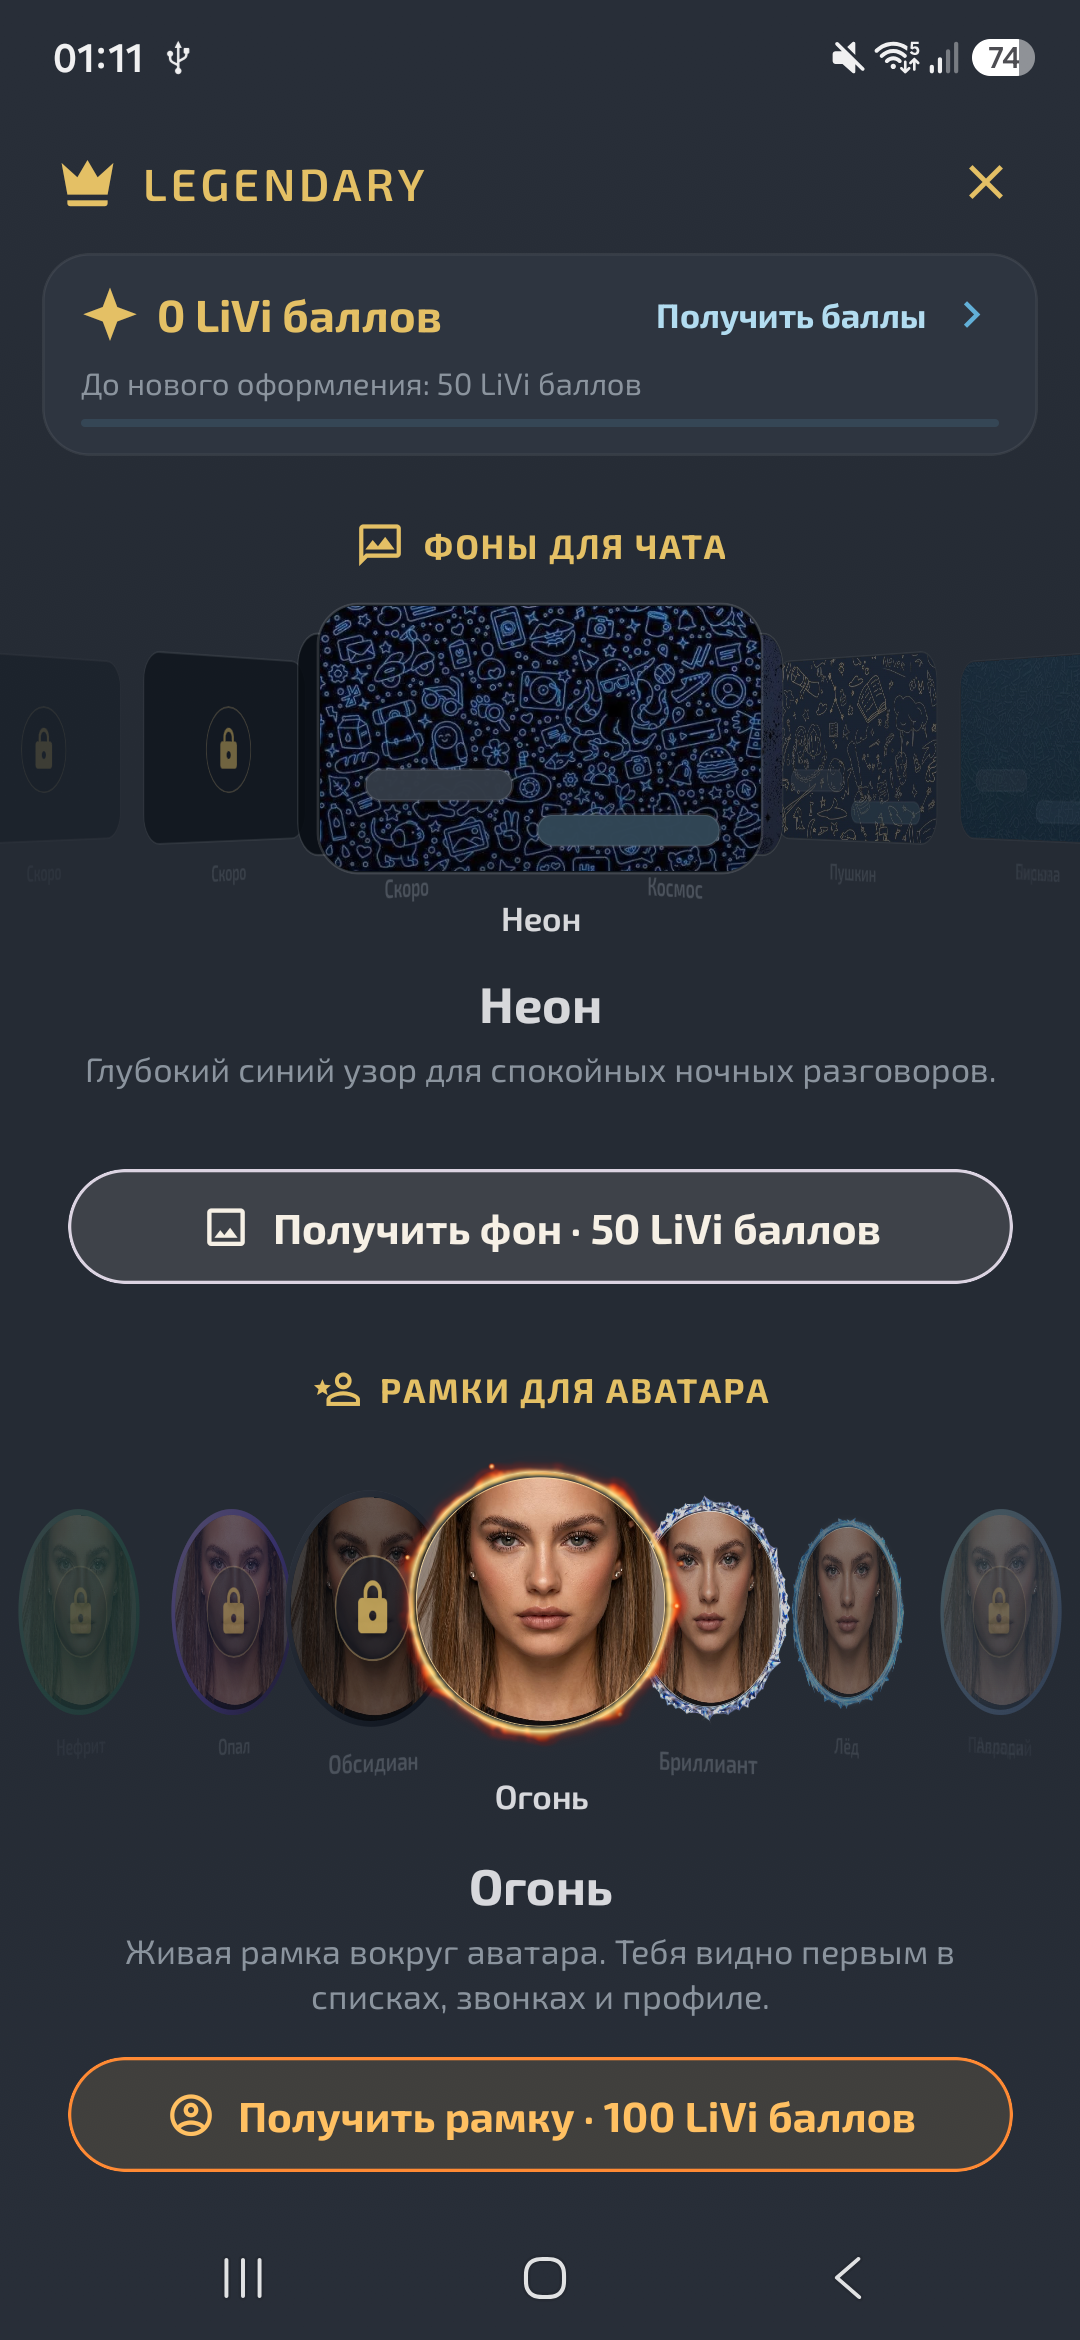 01:11
5
74
LEGENDARY
0 LiVi баллов
Получить баллы
До нового оформления: 50 LiVi баллов
ФОНЫ ДЛЯ ЧАТА
Скоро
Скоро
Скоро
Космос
Пушкин
Неон
Неон
Глубокий синий узор для спокойных ночных разговоров.
Получить фон · 50 LiVi баллов
РАМКИ ДЛЯ АВАТАРА
Нефрит
Опал
Обсидиан
Бриллиант
Лёд
Огонь
Огонь
Живая рамка вокруг аватара. Тебя видно первым в
списках, звонках и профиле.
Получить рамку · 100 LiVi баллов